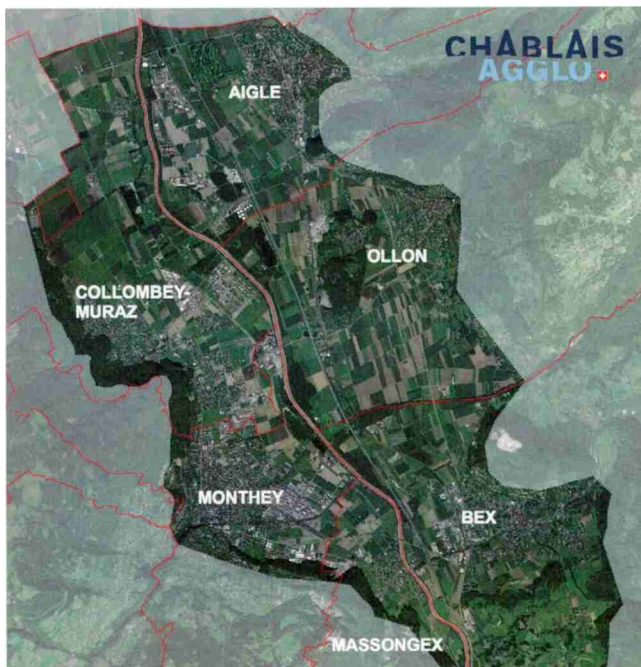 CHABLAIS
AGGLO
AIGLE
OLLON
COLLOMBEY-
MURAZ
MONTHEY
BEX
MASSONGEX